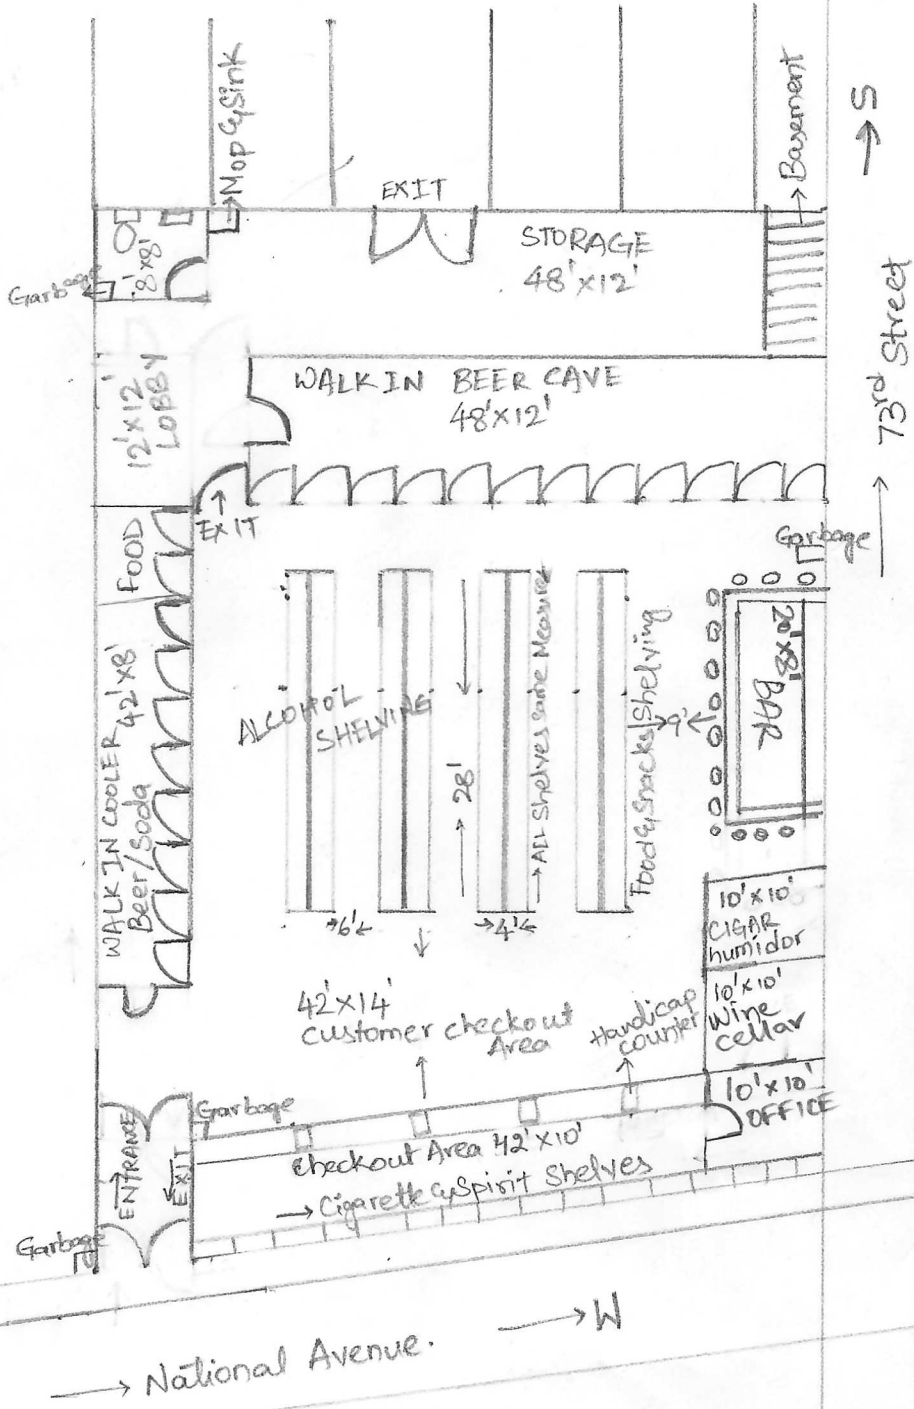 Mop & Sink
Basement
→ S
EXIT
8'x8'
Garbage
STORAGE
48'x12'
73rd Street
12'x12'
LOBBY
WALK IN BEER CAVE
48'x12'
EXIT
FOOD
Garbage
WALK IN COOLER 42'x8'
Beer/Soda
ALCOHOL
SHELVING
28'
ALL Shelves same Measure
Food & Snacks Shelving
9'
20'x8'
BAR
6'
4'
10'x10'
CIGAR
humidor
10'x10'
Wine
cellar
42'x14'
customer checkout
Area
Handicap
counter
10'x10'
OFFICE
Garbage
ENTRANCE
EXIT
Checkout Area 42'x10'
→ Cigarette & Spirit Shelves
Garbage
→ W
→ National Avenue.